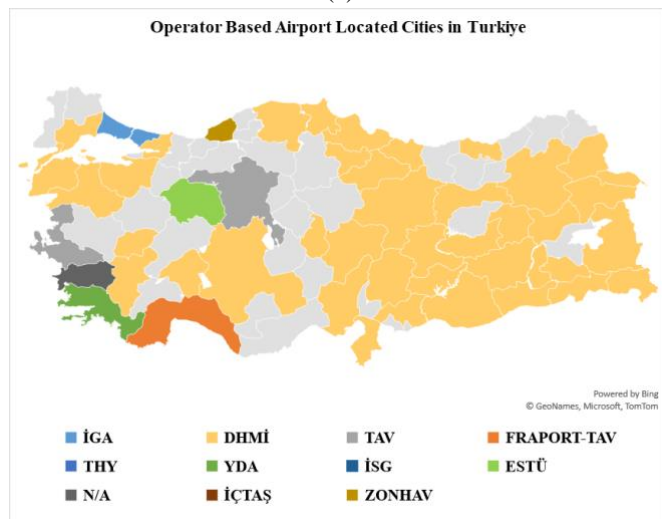 Operator Based Airport Located Cities in Turkiye
Powered by Bing
© GeoNames, Microsoft, TomTom
İGA DHMİ TAV FRAPORT-TAV
THY YDA İSG ESTÜ
N/A İÇTAŞ ZONHAV